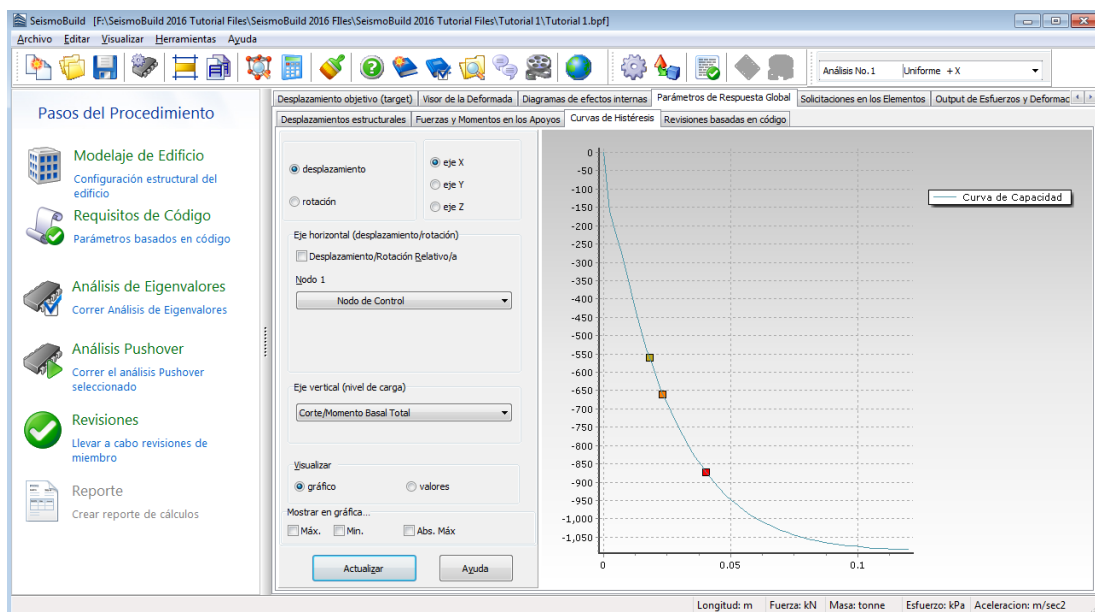 SeismoBuild [F:\SeismoBuild 2016 Tutorial Files\SeismoBuild 2016 FIles\SeismoBuild 2016 Tutorial Files\Tutorial 1\Tutorial 1.bpf]
Archivo Editar Visualizar Herramientas Ayuda
Análisis No. 1 Uniforme +X
Pasos del Procedimiento
Modelaje de Edificio
Configuración estructural del
edificio
Requisitos de Código
Parámetros basados en código
Análisis de Eigenvalores
Correr Análisis de Eigenvalores
Análisis Pushover
Correr el análisis Pushover
seleccionado
Revisiones
Llevar a cabo revisiones de
miembro
Reporte
Crear reporte de cálculos
Desplazamiento objetivo (target) Visor de la Deformada Diagramas de efectos internas Parámetros de Respuesta Global Solicitaciones en los Elementos Output de Esfuerzos y Deformac
Desplazamientos estructurales Fuerzas y Momentos en los Apoyos Curvas de Histéresis Revisiones basadas en código
desplazamiento
rotación
eje X
eje Y
eje Z
Eje horizontal (desplazamiento/rotación)
Desplazamiento/Rotación Relativo/a
Nodo 1
Nodo de Control
Eje vertical (nivel de carga)
Corte/Momento Basal Total
Visualizar
gráfico valores
Mostrar en gráfica...
Máx. Min. Abs. Máx
Actualizar Ayuda
0
-50
-100
-150
-200
-250
-300
-350
-400
-450
-500
-550
-600
-650
-700
-750
-800
-850
-900
-950
-1,000
-1,050
0 0.05 0.1
Curva de Capacidad
Longitud: m Fuerza: kN Masa: tonne Esfuerzo: kPa Aceleracion: m/sec2